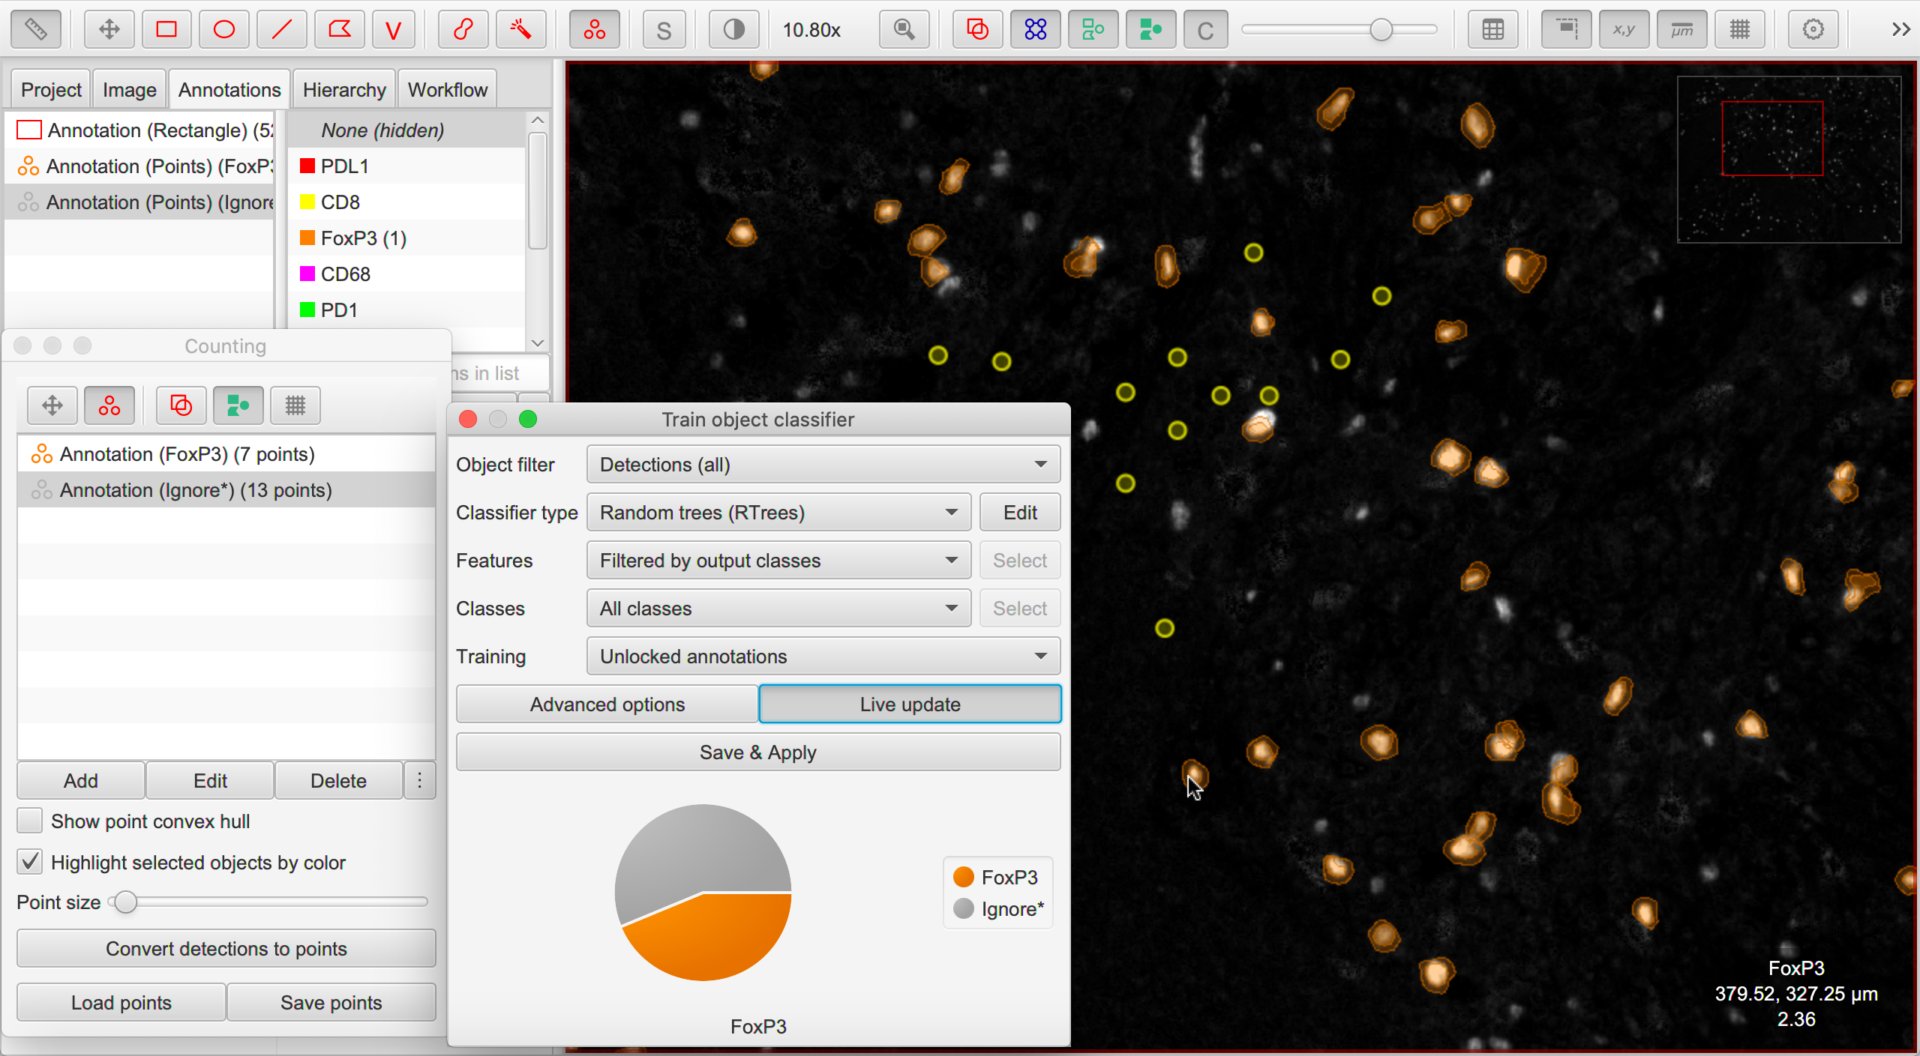 S
10.80x
C
x,y
µm
Project
Image
Annotations
Hierarchy
Workflow
Annotation (Rectangle) (5
Annotation (Points) (FoxP
Annotation (Points) (Ignore
None (hidden)
PDL1
CD8
FoxP3 (1)
CD68
PD1
ns in list
Counting
Annotation (FoxP3) (7 points)
Annotation (Ignore*) (13 points)
Add
Edit
Delete
Show point convex hull
Highlight selected objects by color
Point size
Convert detections to points
Load points
Save points
Train object classifier
Object filter
Detections (all)
Classifier type
Random trees (RTrees)
Edit
Features
Filtered by output classes
Select
Classes
All classes
Select
Training
Unlocked annotations
Advanced options
Live update
Save & Apply
FoxP3
Ignore*
FoxP3
FoxP3
379.52, 327.25 µm
2.36